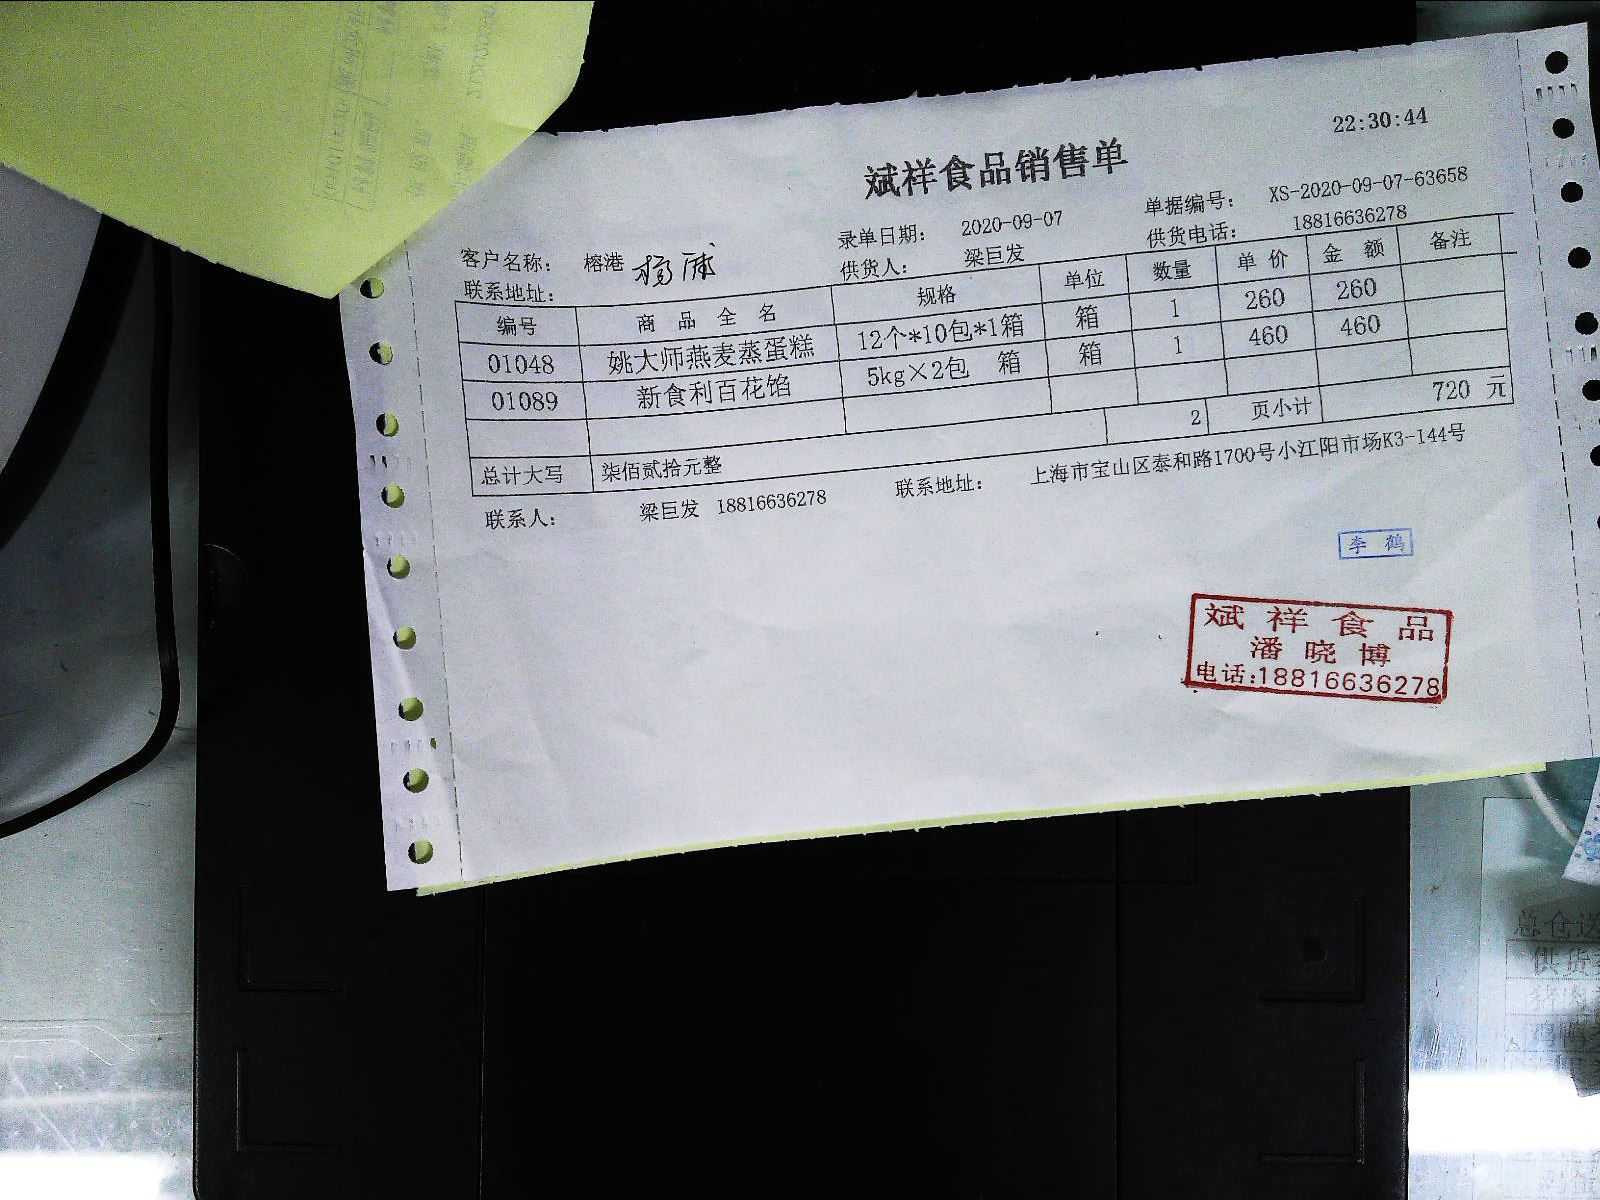 22:30:44
斌祥食品销售单
录单日期： 2020-09-07 单据编号： XS-2020-09-07-63658
客户名称： 榕港 杨浦 供货人： 梁巨发 供货电话： 18816636278
联系地址：
编号 商品全名 规格 单位 数量 单价 金额 备注
01048 姚大师燕麦蒸蛋糕 12个*10包*1箱 箱 1 260 260
01089 新食利百花馅 5kg×2包 箱 箱 1 460 460
2 页小计 720 元
总计大写 柒佰贰拾元整
联系人： 梁巨发 18816636278 联系地址： 上海市宝山区泰和路1700号小江阳市场K3-144号
李鹤
斌祥食品
潘晓博
电话:18816636278
总仓送
供货